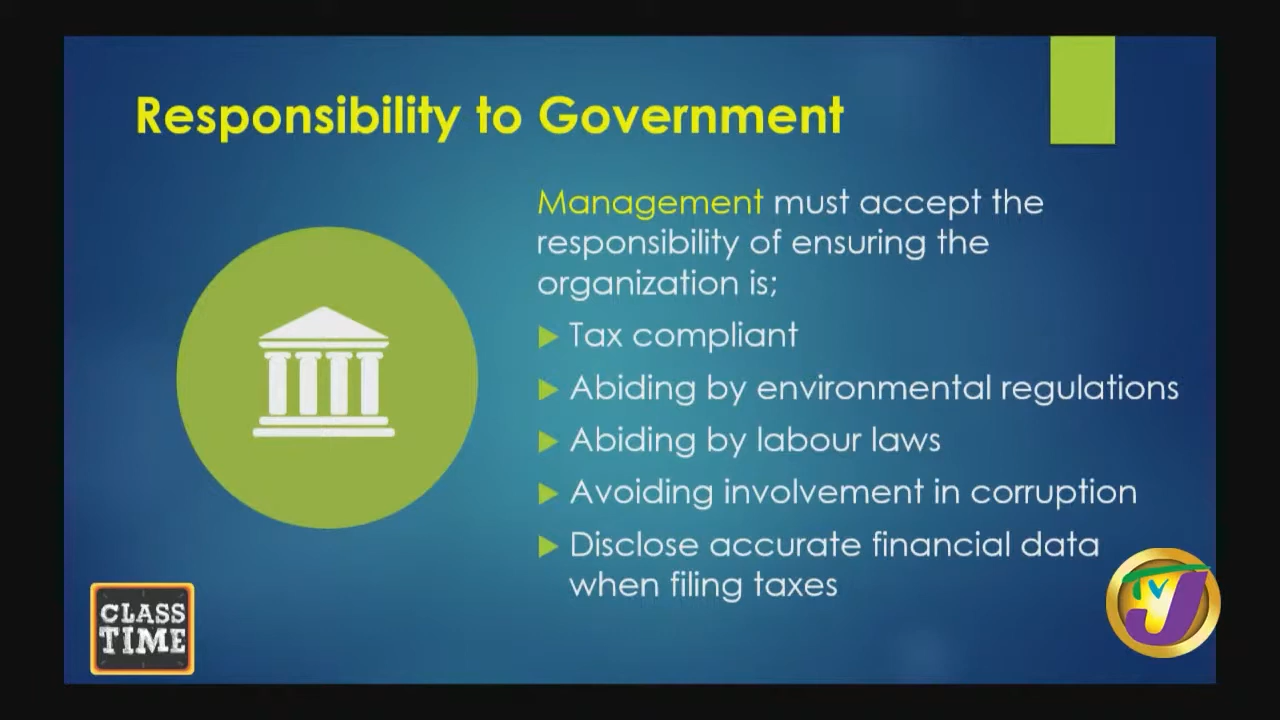 Responsibility to Government
Management must accept the
responsibility of ensuring the
organization is;
Tax compliant
Abiding by environmental regulations
Abiding by labour laws
Avoiding involvement in corruption
Disclose accurate financial data
when filing taxes
CLASS
TIME
TVJ